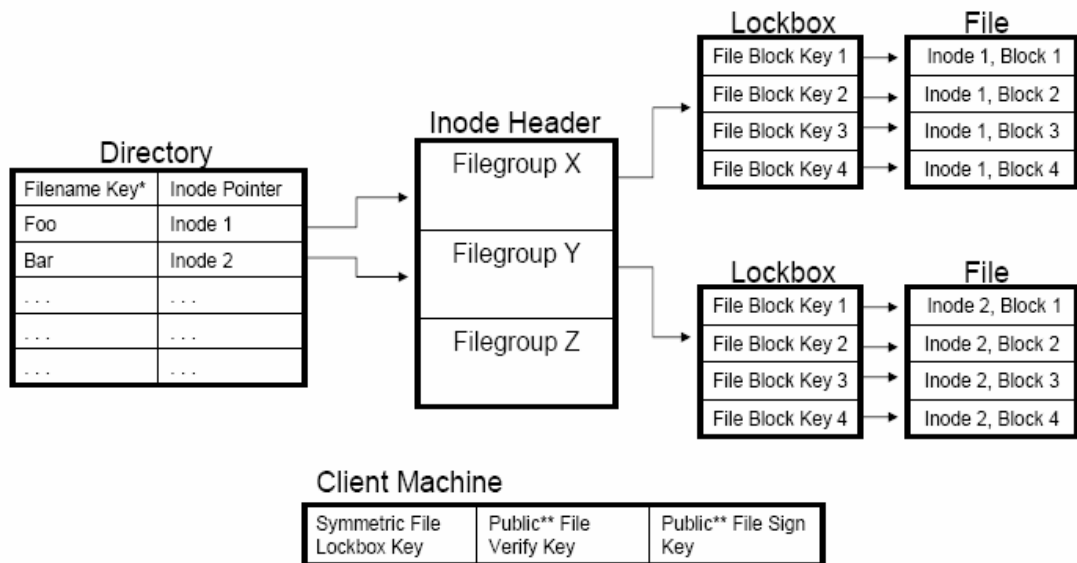 Directory
Filename Key* Inode Pointer
Foo Inode 1
Bar Inode 2
. . . . . .
. . . . . .
. . . . . .
Inode Header
Filegroup X
Filegroup Y
Filegroup Z
Lockbox File
File Block Key 1 Inode 1, Block 1
File Block Key 2 Inode 1, Block 2
File Block Key 3 Inode 1, Block 3
File Block Key 4 Inode 1, Block 4
Lockbox File
File Block Key 1 Inode 2, Block 1
File Block Key 2 Inode 2, Block 2
File Block Key 3 Inode 2, Block 3
File Block Key 4 Inode 2, Block 4
Client Machine
Symmetric File Lockbox Key
Public** File Verify Key
Public** File Sign Key